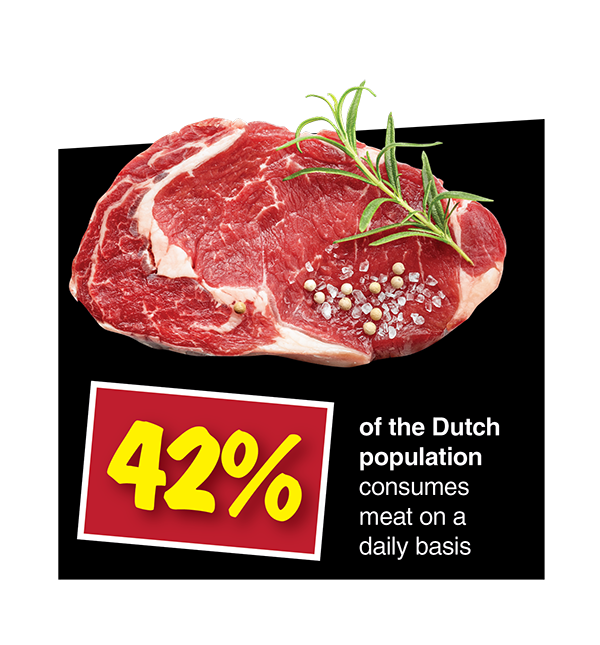 42%
of the Dutch
population
consumes
meat on a
daily basis